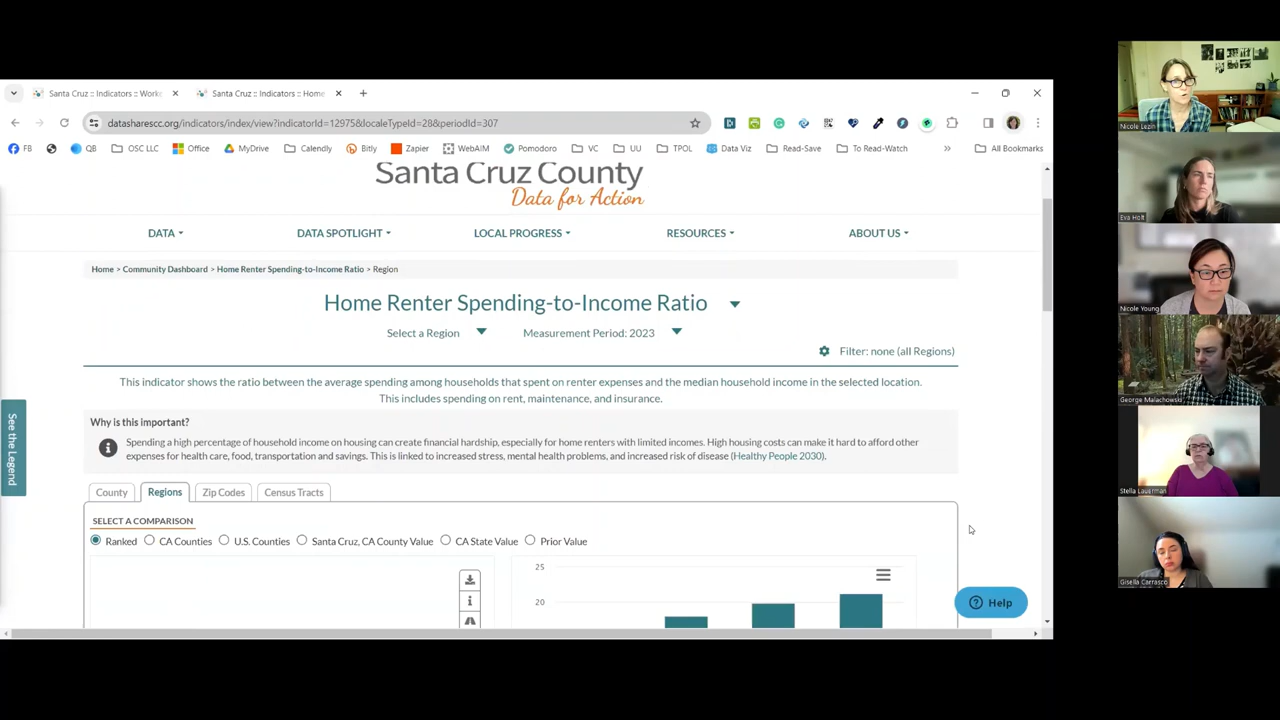 Santa Cruz :: Indicators :: Work
Santa Cruz :: Indicators :: Home
datasharescc.org/indicators/index/view?indicatorId=12975&localeTypeId=28&periodId=307
FB
QB
OSC LLC
Office
MyDrive
Calendly
Bitly
Zapier
WebAIM
Pomodoro
VC
UU
TPOL
Data Viz
Read-Save
To Read-Watch
All Bookmarks
Santa Cruz County
Data for Action
DATA
DATA SPOTLIGHT
LOCAL PROGRESS
RESOURCES
ABOUT US
Home > Community Dashboard > Home Renter Spending-to-Income Ratio > Region
Home Renter Spending-to-Income Ratio
Select a Region
Measurement Period: 2023
Filter: none (all Regions)
This indicator shows the ratio between the average spending among households that spent on renter expenses and the median household income in the selected location.
This includes spending on rent, maintenance, and insurance.
Why is this important?
Spending a high percentage of household income on housing can create financial hardship, especially for home renters with limited incomes. High housing costs can make it hard to afford other
expenses for health care, food, transportation and savings. This is linked to increased stress, mental health problems, and increased risk of disease (Healthy People 2030).
See the Legend
County
Regions
Zip Codes
Census Tracts
SELECT A COMPARISON
Ranked
CA Counties
U.S. Counties
Santa Cruz, CA County Value
CA State Value
Prior Value
25
20
Help
Nicole Lezin
Eva Holt
Nicole Young
George Malachowski
Stella Lauerman
Gisella Carrasco